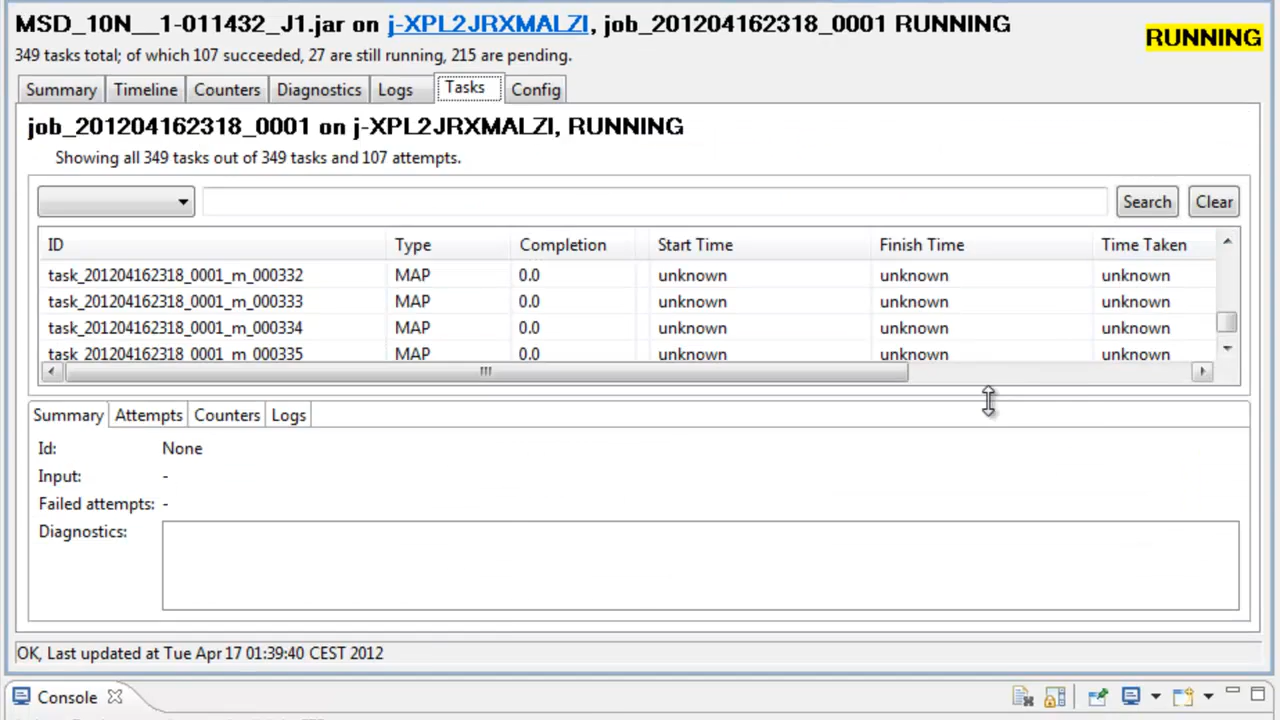 MSD_10N__1-011432_J1.jar on j-XPL2JRXMALZI, job_201204162318_0001 RUNNING
RUNNING
349 tasks total; of which 107 succeeded, 27 are still running, 215 are pending.
Summary Timeline Counters Diagnostics Logs Tasks Config
job_201204162318_0001 on j-XPL2JRXMALZI, RUNNING
Showing all 349 tasks out of 349 tasks and 107 attempts.
Search Clear
ID Type Completion Start Time Finish Time Time Taken
task_201204162318_0001_m_000332 MAP 0.0 unknown unknown unknown
task_201204162318_0001_m_000333 MAP 0.0 unknown unknown unknown
task_201204162318_0001_m_000334 MAP 0.0 unknown unknown unknown
task_201204162318_0001_m_000335 MAP 0.0 unknown unknown unknown
Summary Attempts Counters Logs
Id: None
Input: -
Failed attempts: -
Diagnostics:
OK, Last updated at Tue Apr 17 01:39:40 CEST 2012
Console